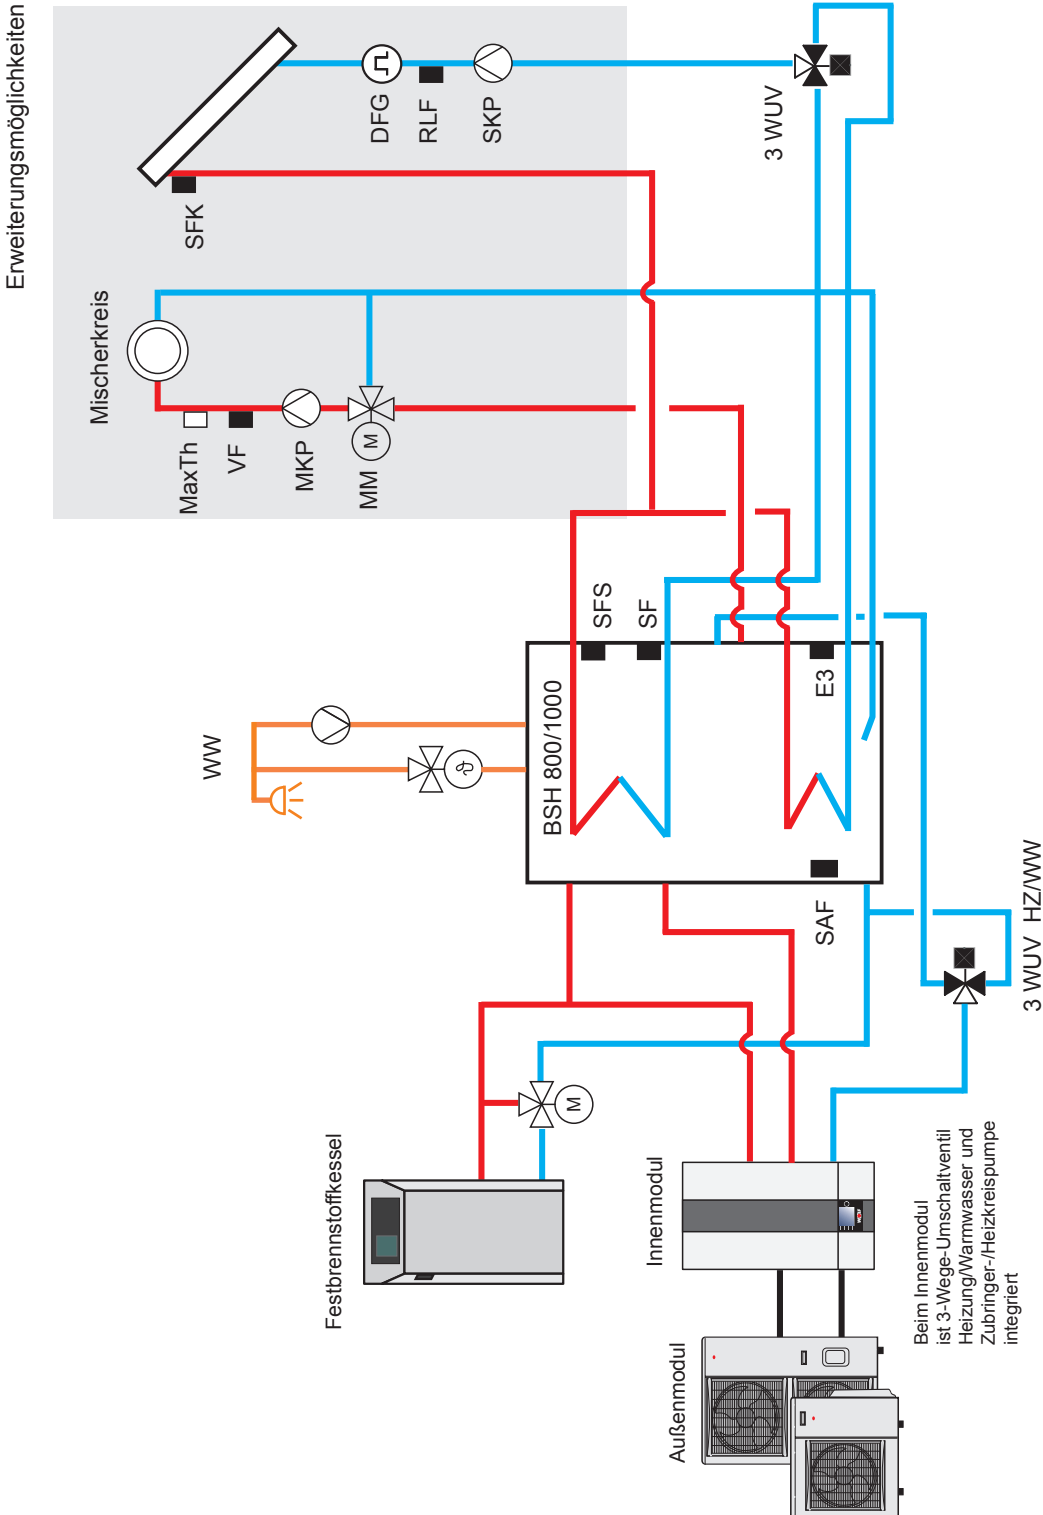 Erweiterungsmöglichkeiten
Mischerkreis
SFK
DFG
RLF
SKP
3 WUV
MaxTh
VF
MKP
MM
M
WW
ϑ
BSH 800/1000
SFS
SF
E3
SAF
3 WUV HZ/WW
Festbrennstoffkessel
M
Innenmodul
Außenmodul
Beim Innenmodul
ist 3-Wege-Umschaltventil
Heizung/Warmwasser und
Zubringer-/Heizkreispumpe
integriert